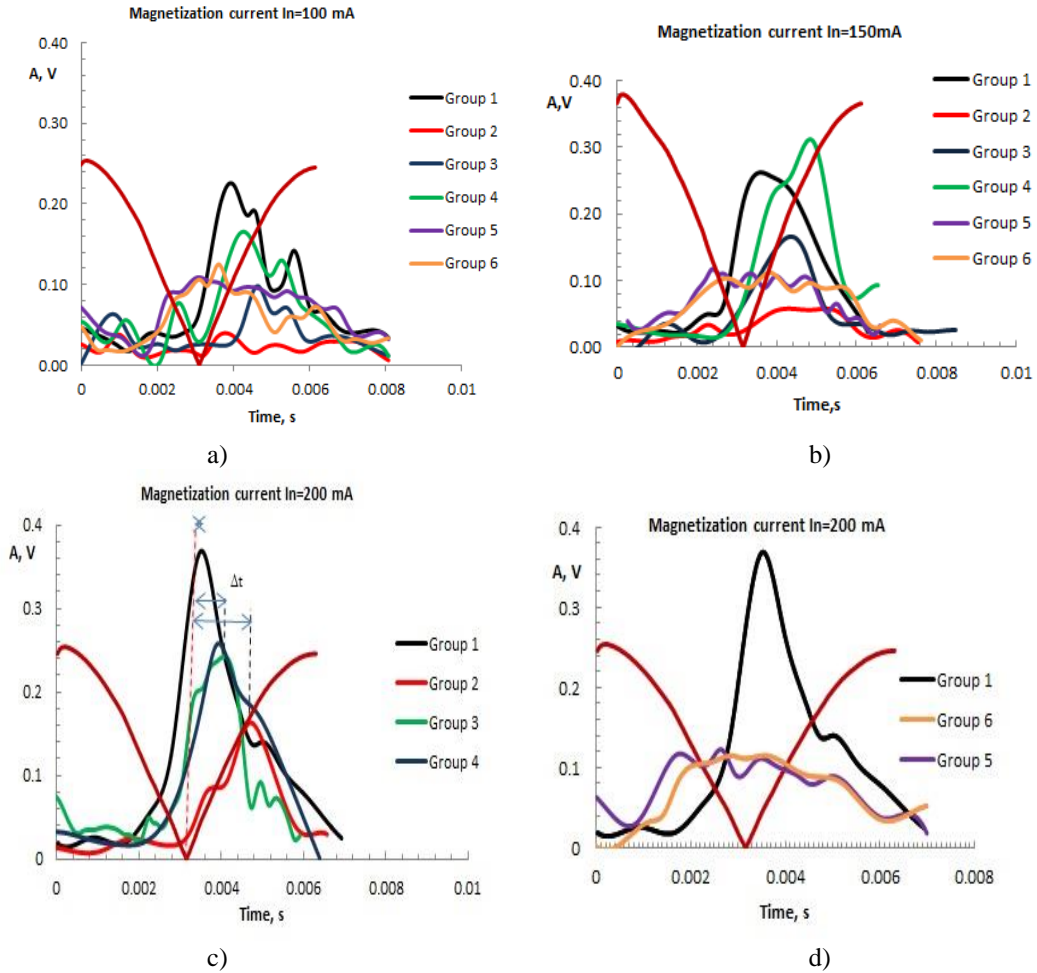 Magnetization current In=100 mA
0.40
A, V
0.30
0.20
0.10
0.00
0
0.002
0.004
0.006
0.008
0.01
Time, s
Group 1
Group 2
Group 3
Group 4
Group 5
Group 6
a)
Magnetization current In=150mA
0.40
A,V
0.30
0.20
0.10
0.00
0
0.002
0.004
0.006
0.008
0.01
Time,s
Group 1
Group 2
Group 3
Group 4
Group 5
Group 6
b)
Magnetization current In=200 mA
0.4
A, V
0.3
0.2
0.1
0
0
0.002
0.004
0.006
0.008
0.01
Δt
Time, s
Group 1
Group 2
Group 3
Group 4
c)
Magnetization current In=200 mA
0.4
A, V
0.3
0.2
0.1
0
0
0.002
0.004
0.006
0.008
Time, s
Group 1
Group 6
Group 5
d)